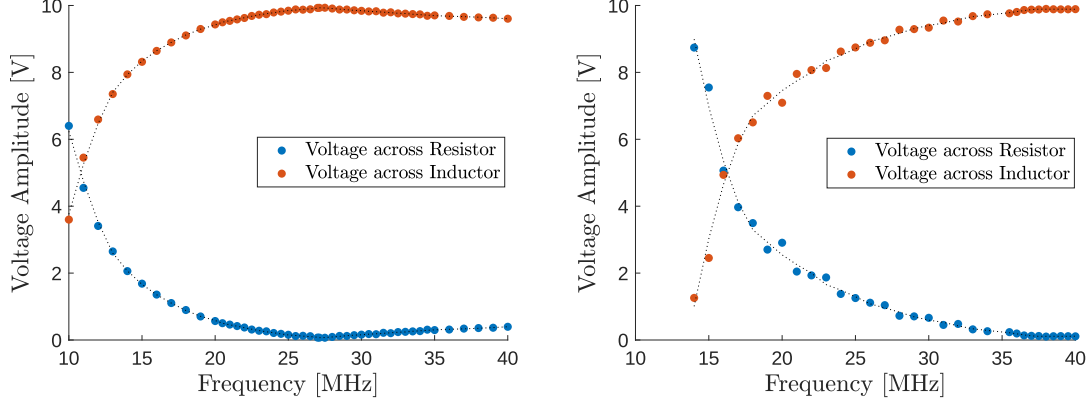 Voltage Amplitude [V]
10
8
6
4
2
0
Voltage across Resistor
Voltage across Inductor
10 15 20 25 30 35 40
Frequency [MHz]
Voltage Amplitude [V]
10
8
6
4
2
0
Voltage across Resistor
Voltage across Inductor
10 15 20 25 30 35 40
Frequency [MHz]